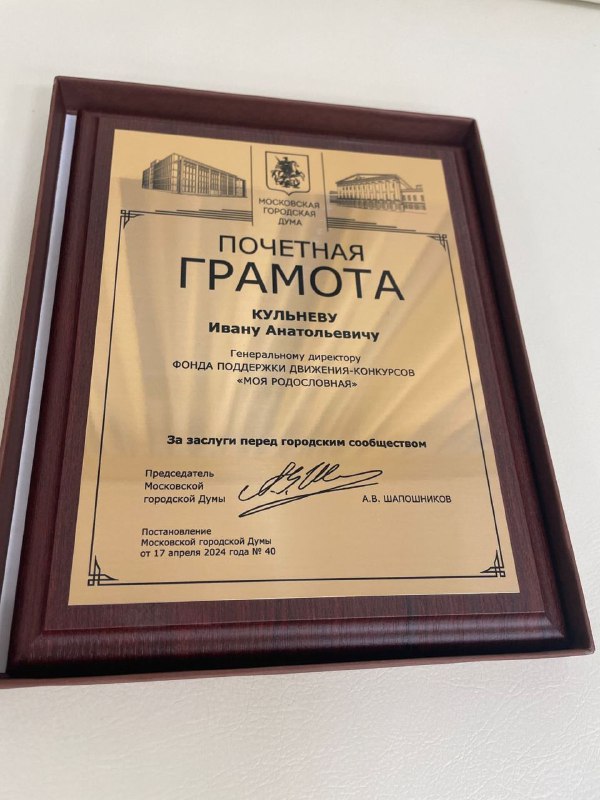 МОСКОВСКАЯ
ГОРОДСКАЯ
ДУМА
ПОЧЕТНАЯ
ГРАМОТА
КУЛЬНЕВУ
Ивану Анатольевичу
Генеральному директору
ФОНДА ПОДДЕРЖКИ ДВИЖЕНИЯ-КОНКУРСОВ
«МОЯ РОДОСЛОВНАЯ»
За заслуги перед городским сообществом
Председатель
Московской
городской Думы
А.В. ШАПОШНИКОВ
Постановление
Московской городской Думы
от 17 апреля 2024 года № 40